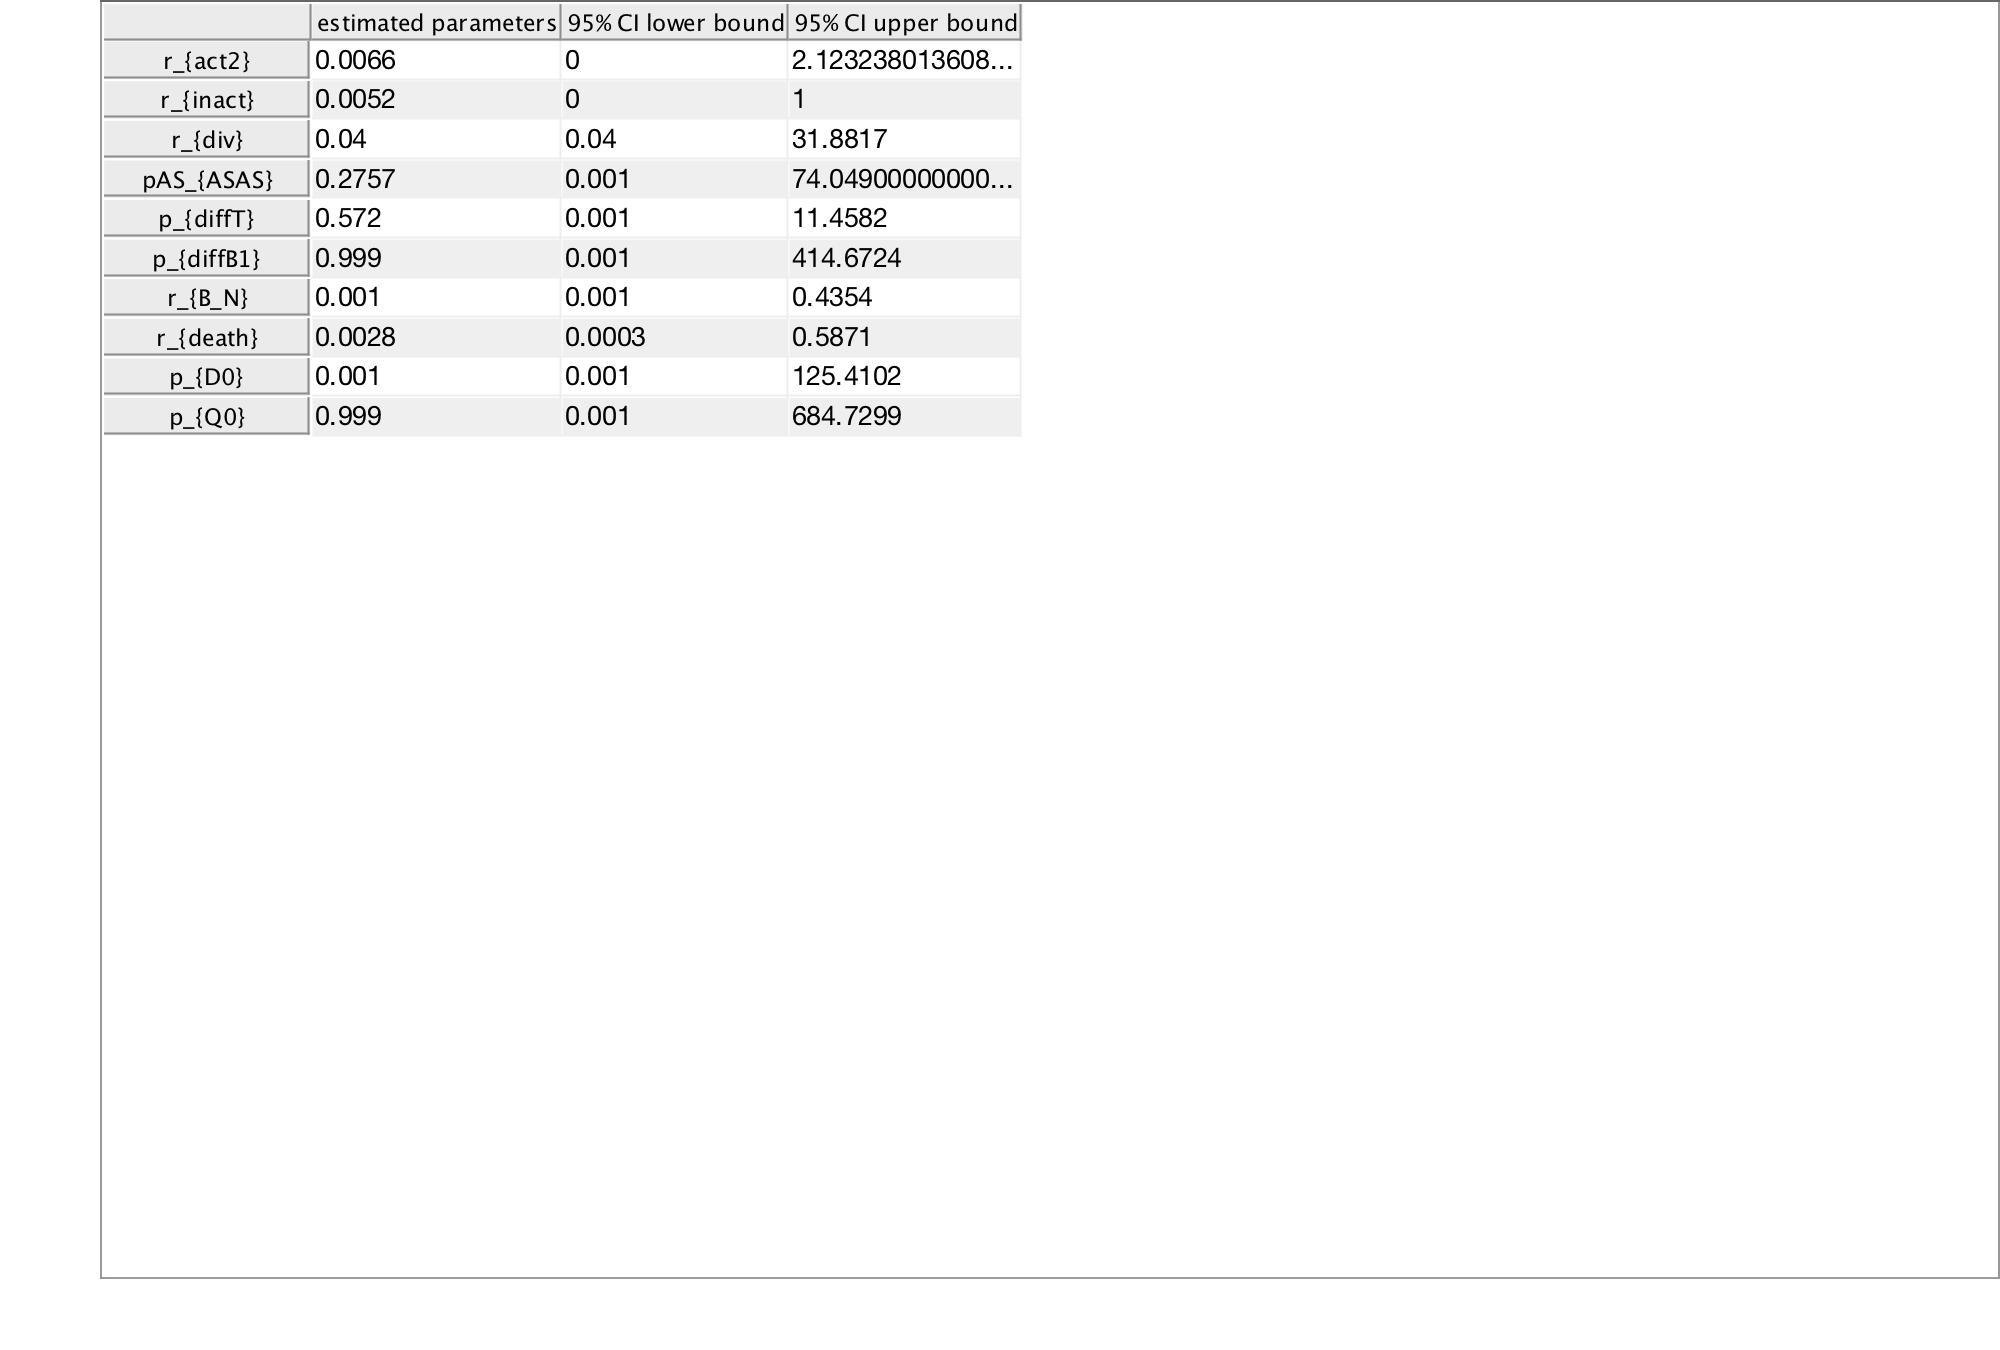 estimated parameters 95% CI lower bound 95% CI upper bound
r_{act2} 0.0066 0 2.123238013608...
r_{inact} 0.0052 0 1
r_{div} 0.04 0.04 31.8817
pAS_{ASAS} 0.2757 0.001 74.04900000000...
p_{diffT} 0.572 0.001 11.4582
p_{diffB1} 0.999 0.001 414.6724
r_{B_N} 0.001 0.001 0.4354
r_{death} 0.0028 0.0003 0.5871
p_{D0} 0.001 0.001 125.4102
p_{Q0} 0.999 0.001 684.7299